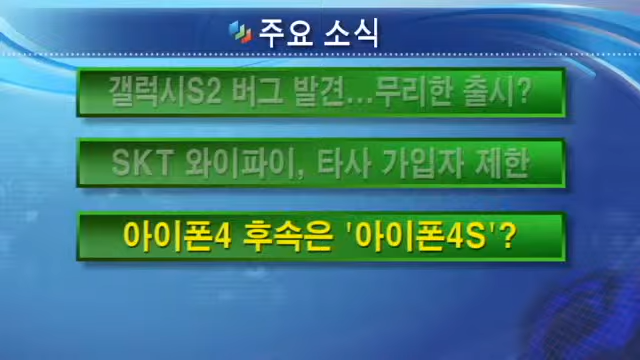 주요 소식
갤럭시S2 버그 발견...무리한 출시?
SKT 와이파이, 타사 가입자 제한
아이폰4 후속은 '아이폰4S'?